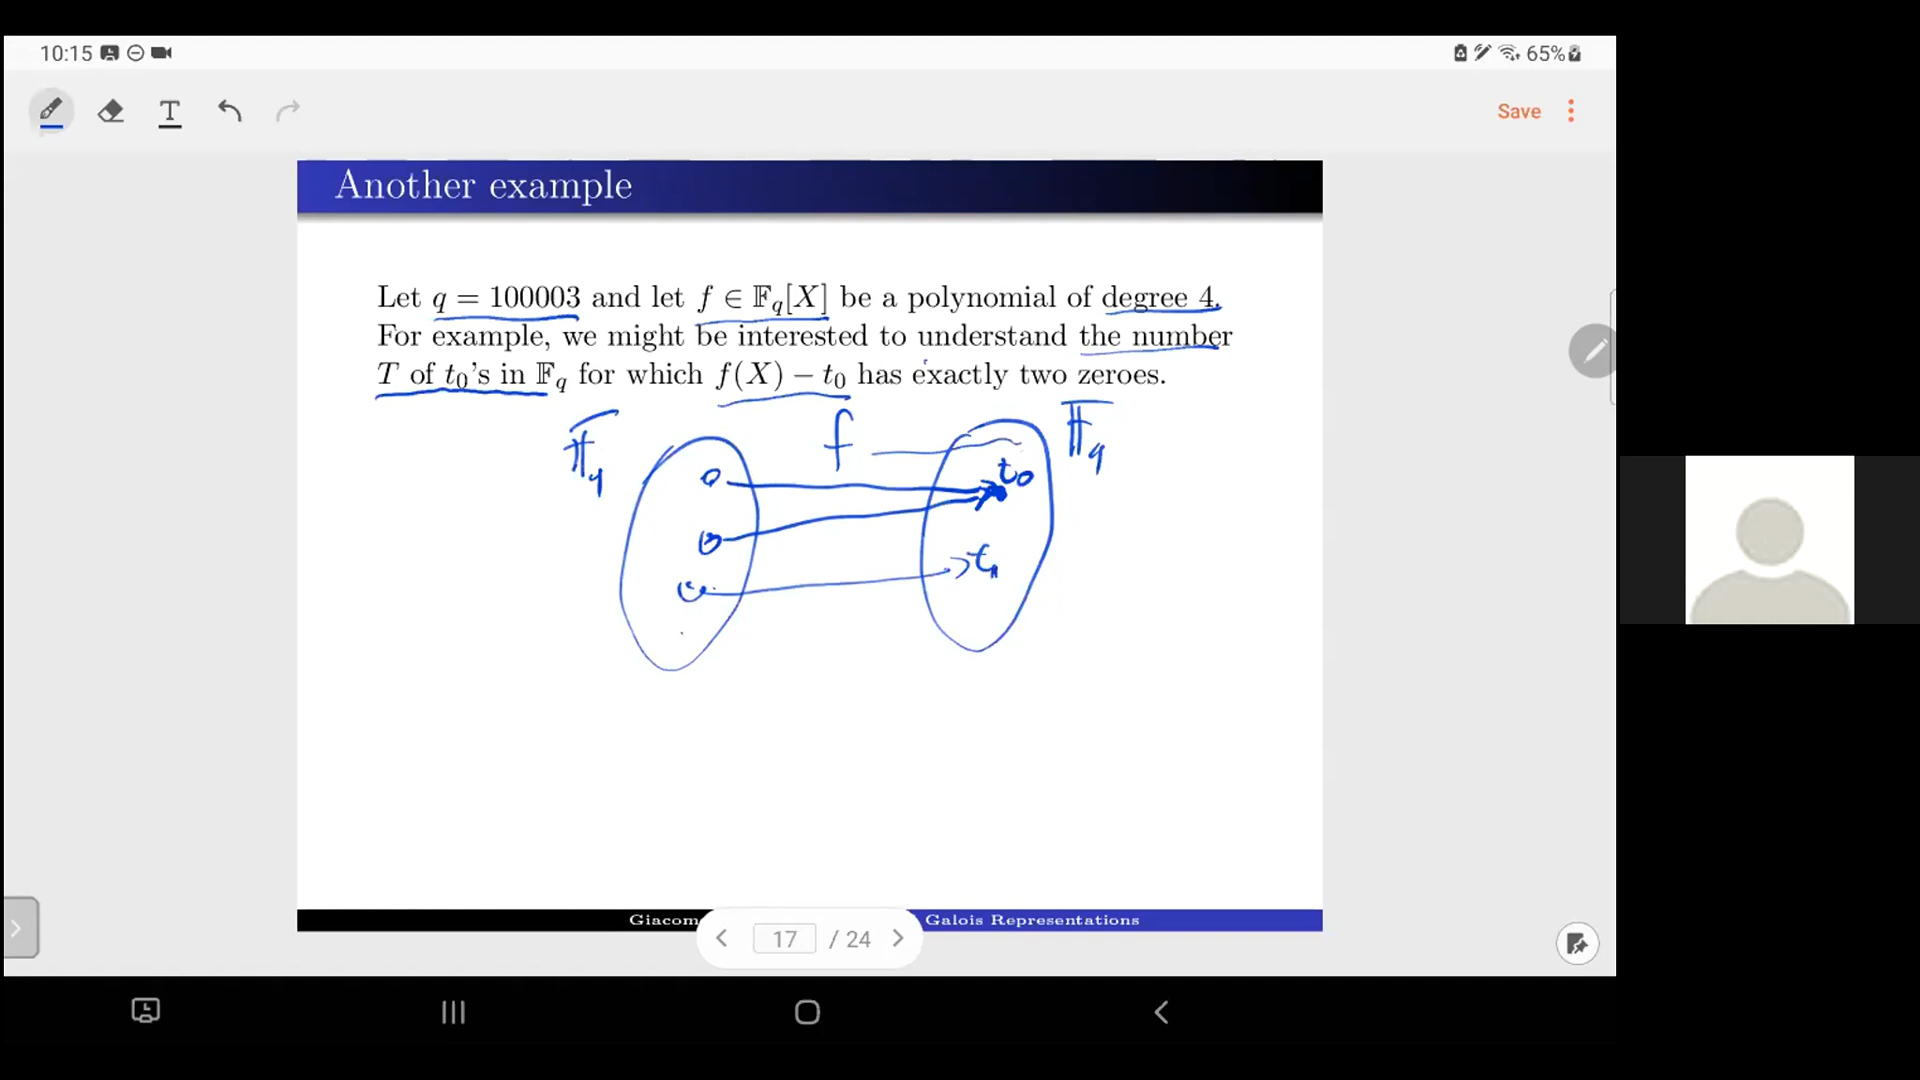 10:15
65%
T
Save
Another example
Let q = 100003 and let f ∈ 𝔽q[X] be a polynomial of degree 4.
For example, we might be interested to understand the number
T of t₀'s in 𝔽q for which f(X) − t₀ has exactly two zeroes.
𝔽q f 𝔽q
t₀
t₁
Giacom Galois Representations
17 / 24